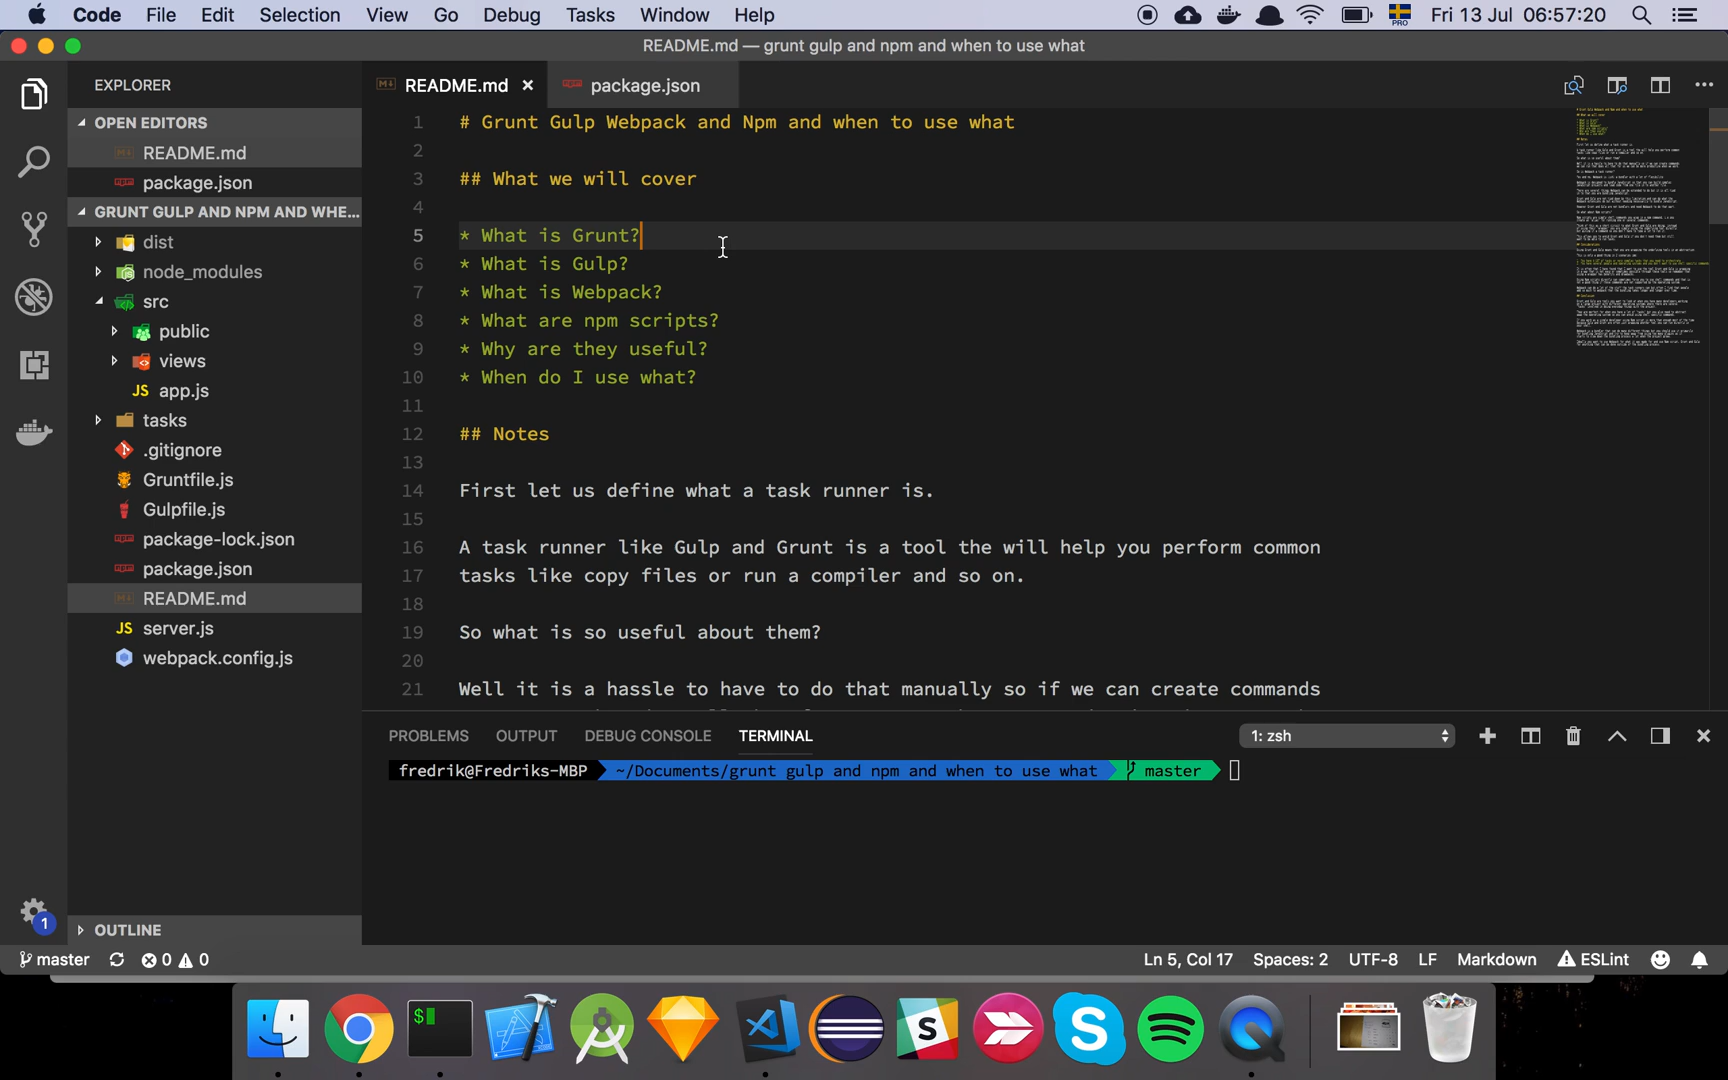 Code File Edit Selection View Go Debug Tasks Window Help PRO Fri 13 Jul 06:57:20
README.md — grunt gulp and npm and when to use what
EXPLORER
OPEN EDITORS
README.md
package.json
GRUNT GULP AND NPM AND WHE...
dist
node_modules
src
public
views
JS app.js
tasks
.gitignore
Gruntfile.js
Gulpfile.js
package-lock.json
package.json
README.md
JS server.js
webpack.config.js
OUTLINE
1
README.md × package.json
1 # Grunt Gulp Webpack and Npm and when to use what
2
3 ## What we will cover
4
5 * What is Grunt?
6 * What is Gulp?
7 * What is Webpack?
8 * What are npm scripts?
9 * Why are they useful?
10 * When do I use what?
11
12 ## Notes
13
14 First let us define what a task runner is.
15
16 A task runner like Gulp and Grunt is a tool the will help you perform common
17 tasks like copy files or run a compiler and so on.
18
19 So what is so useful about them?
20
21 Well it is a hassle to have to do that manually so if we can create commands
PROBLEMS OUTPUT DEBUG CONSOLE TERMINAL 1: zsh
fredrik@Fredriks-MBP ~/Documents/grunt gulp and npm and when to use what master
master 0 0 Ln 5, Col 17 Spaces: 2 UTF-8 LF Markdown ESLint
$
S S